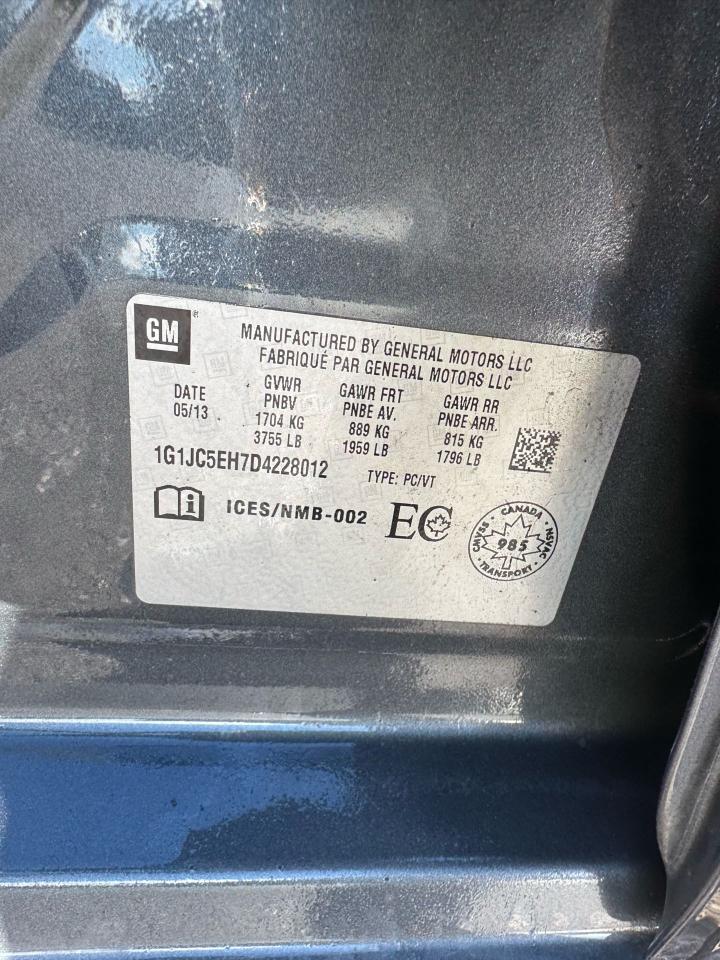 GM
MANUFACTURED BY GENERAL MOTORS LLC
FABRIQUÉ PAR GENERAL MOTORS LLC
DATE
05/13
GVWR
PNBV
1704 KG
3755 LB
GAWR FRT
PNBE AV.
889 KG
1959 LB
GAWR RR
PNBE ARR.
815 KG
1796 LB
1G1JC5EH7D4228012
TYPE: PC/VT
i ICES/NMB-002 EC
CMVSS · CANADA · NSVAC
985
· TRANSPORT ·